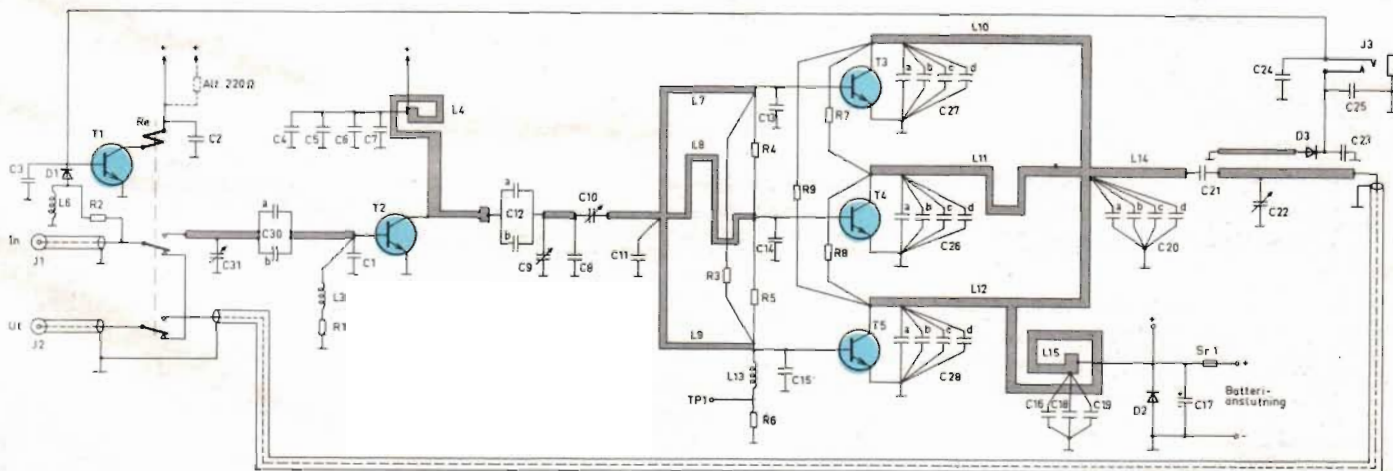 L10
J3
C24
V
A
C25
Alt. 220Ω
Re
T3
a b c d
L7
C13
C27
L4
C4 C5 C6 C7
C2
R7
T1
R4
D3
C23
L8
L11
L14
C3
D1
L6
R2
a
C12
b
C10
R9
T4
a b c d
C21
T2
a
C30
b
C22
In
J1
C31
C1
C9
C8
C11
C14
C26
a b c d
C20
R3
R8
L3
R1
R5
L12
Ut
J2
L9
T5
a b c d
L15
Sr 1
+
L13
C15
C28
TP1
R6
C16 C18 C19
D2
C17
Batteri-
anslutning
-